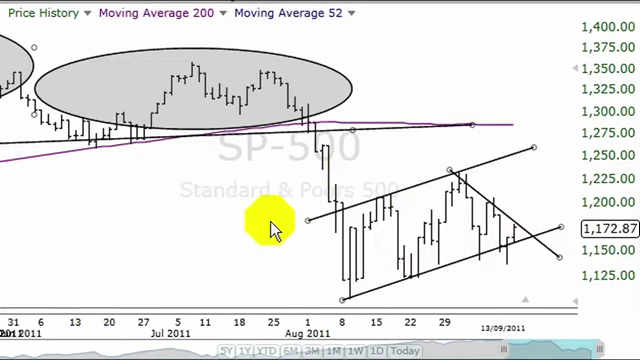 Price History Moving Average 200 Moving Average 52
1,400.00
1,375.00
1,350.00
1,325.00
1,300.00
1,275.00
1,250.00
1,225.00
1,200.00
1,172.87
1,150.00
1,125.00
SP-500
Standard & Poors 500
31 6 13 20 27 5 11 18 25 8 15 22 29 13/09/2011
2011 Jul 2011 Aug 2011
5Y 1Y YTD 6M 3M 1M 1W 1D Today